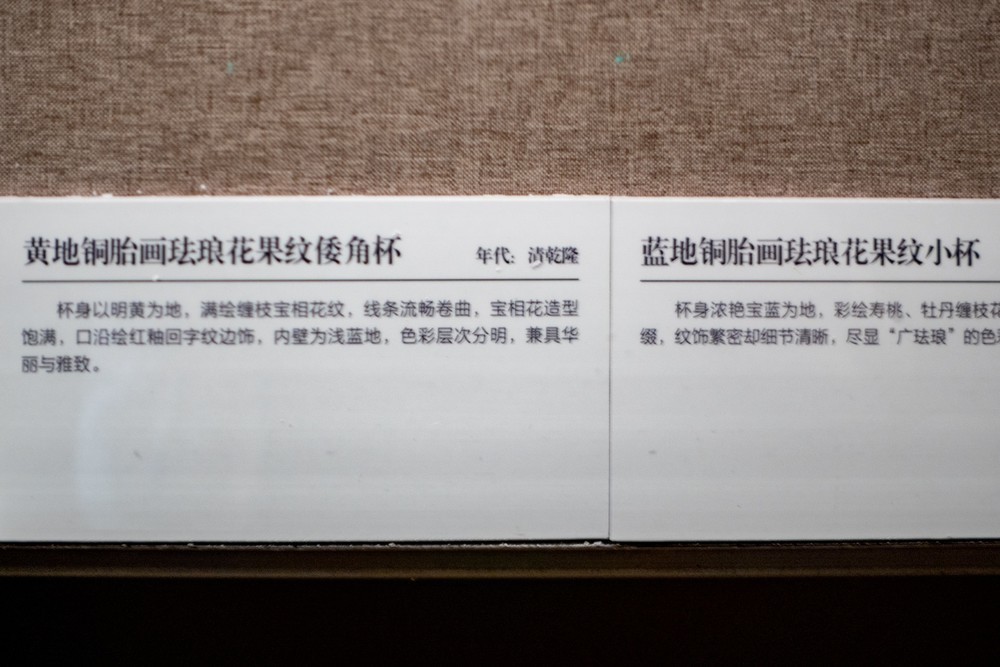 黄地铜胎画珐琅花果纹倭角杯
年代：清乾隆
杯身以明黄为地，满绘缠枝宝相花纹，线条流畅卷曲，宝相花造型
饱满，口沿绘红釉回字纹边饰，内壁为浅蓝地，色彩层次分明，兼具华
丽与雅致。
蓝地铜胎画珐琅花果纹小杯
杯身浓艳宝蓝为地，彩绘寿桃、牡丹缠枝花
缀，纹饰繁密却细节清晰，尽显“广珐琅”的色彩